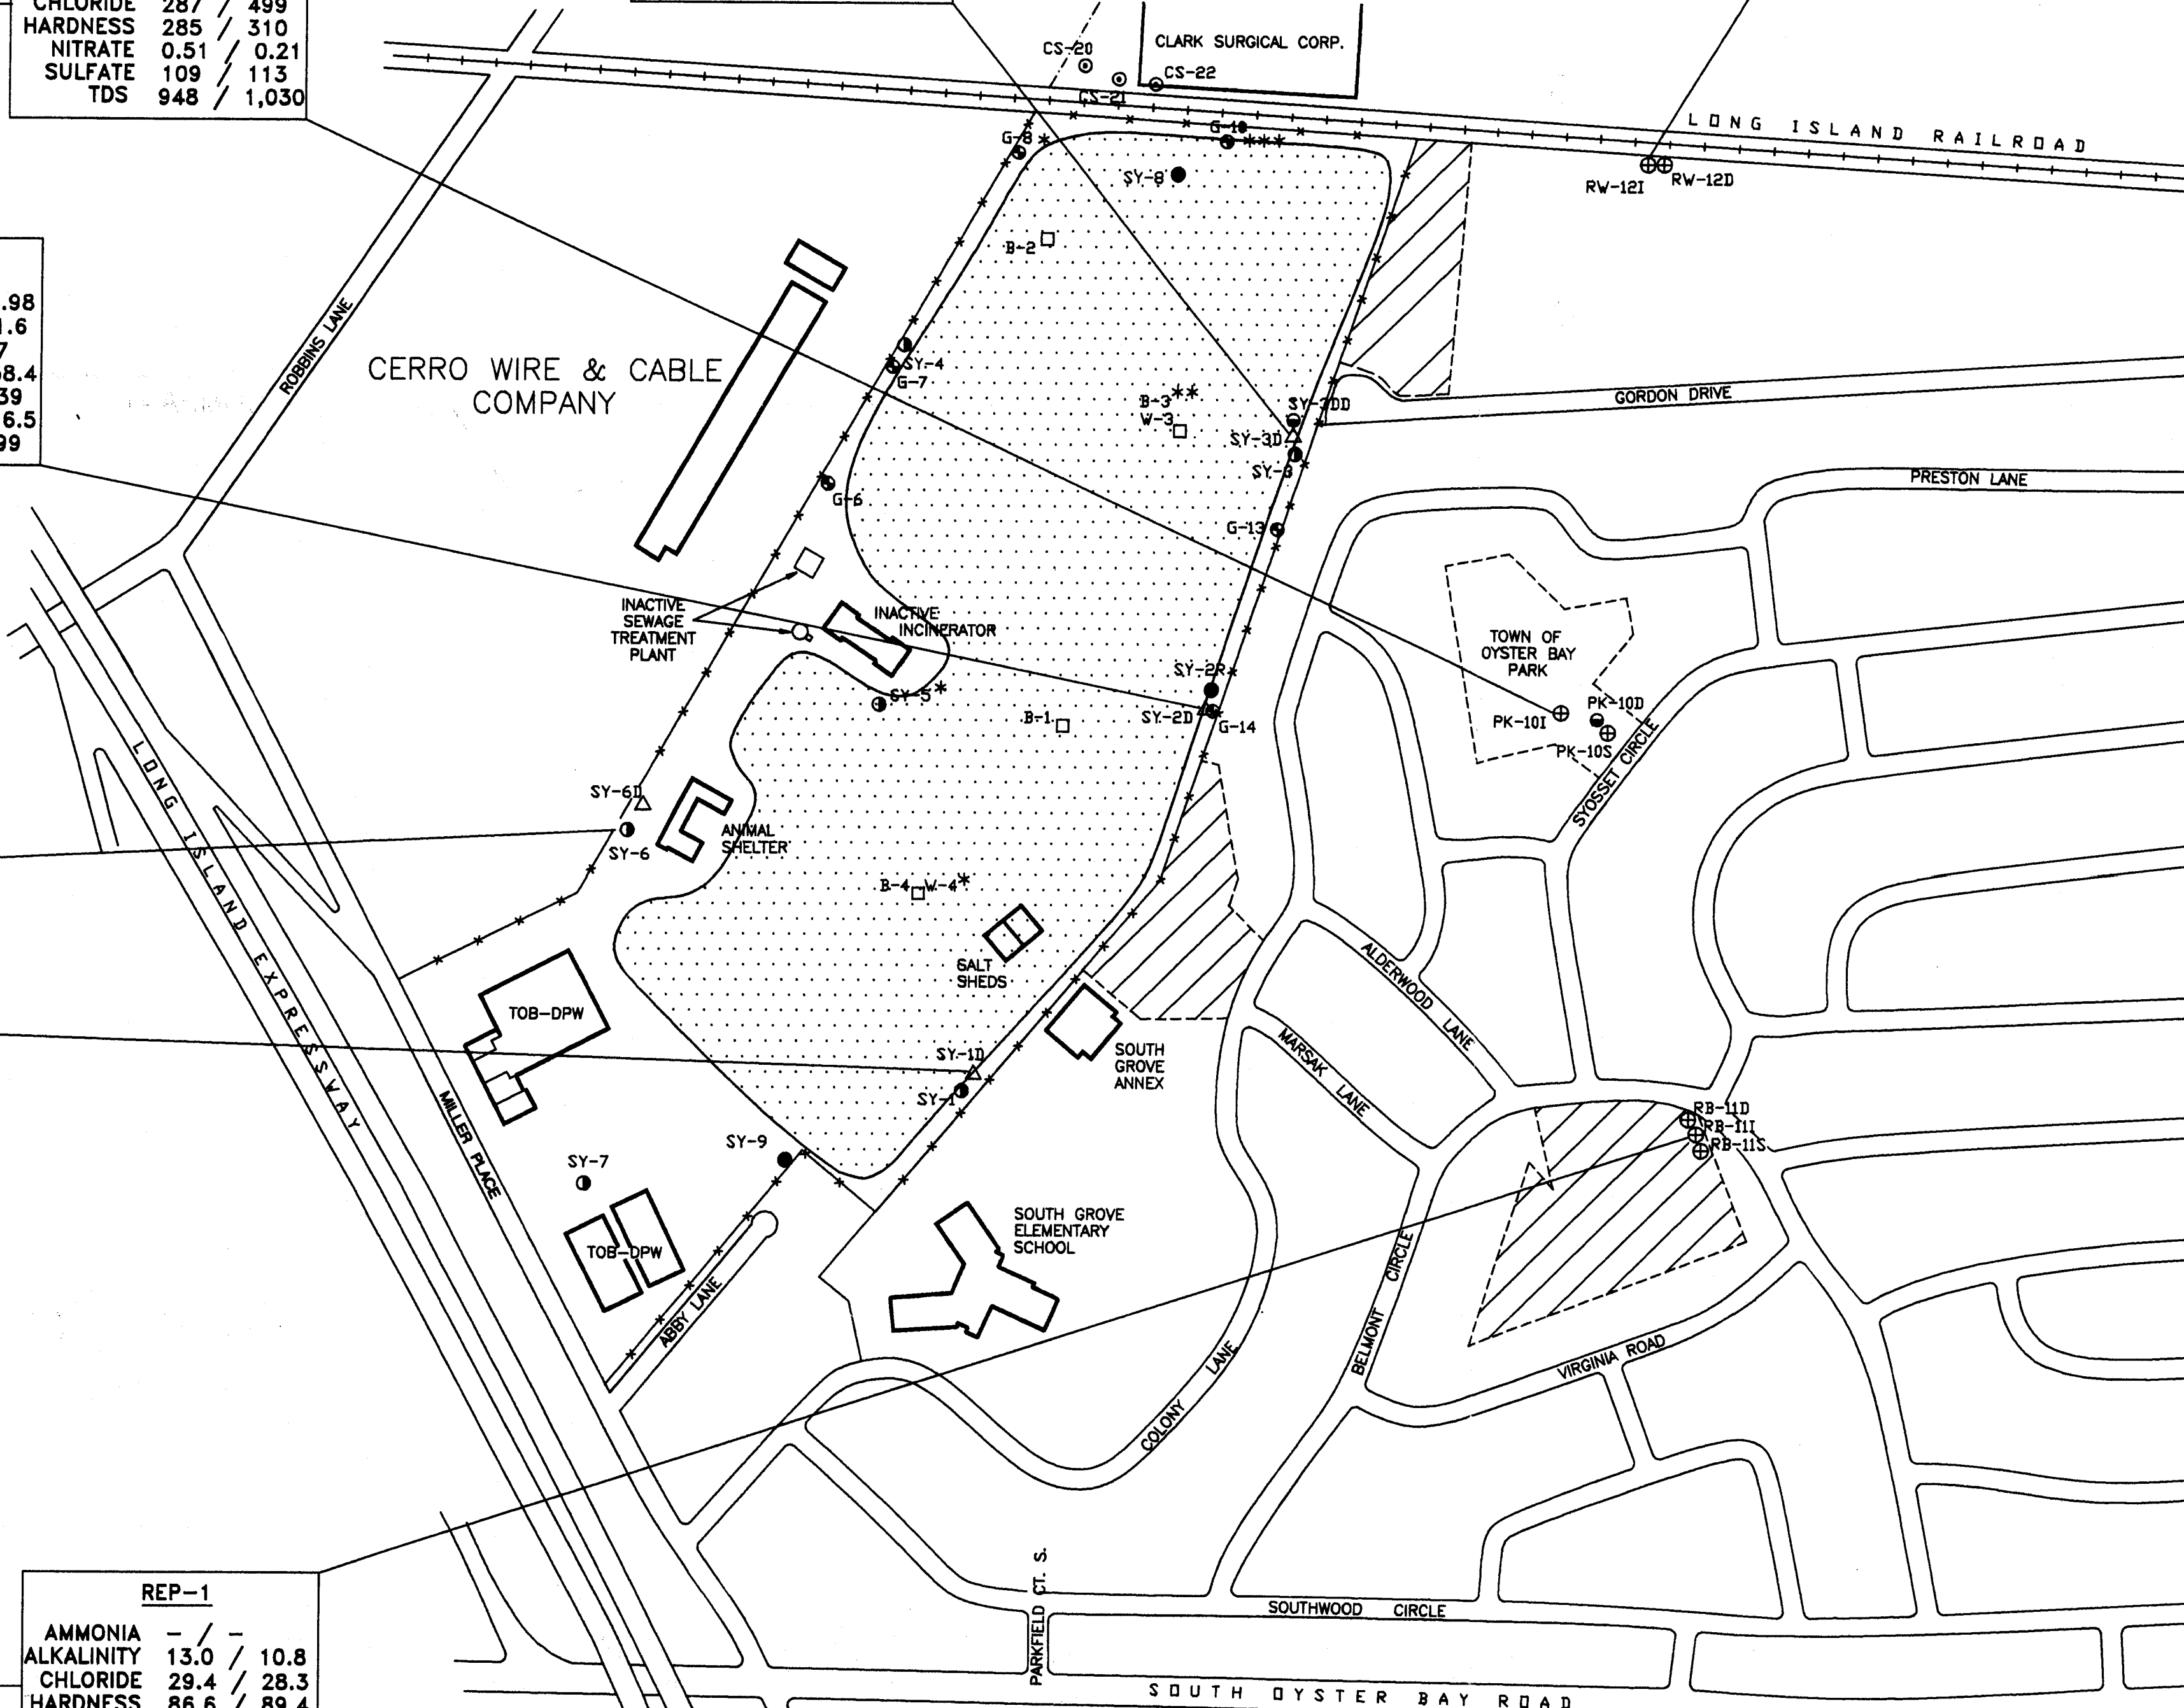 CHLORIDE 287 / 499
HARDNESS 285 / 310
NITRATE 0.51 / 0.21
SULFATE 109 / 113
TDS 948 / 1,030
CLARK SURGICAL CORP.
CS-20
CS-21
CS-22
LONG ISLAND RAILROAD
G-8*
G-10
***
SY-8
RW-12I
RW-12D
B-2
.98
1.6
7
58.4
39
6.5
99
ROBBINS LANE
CERRO WIRE & CABLE
COMPANY
SY-4
G-7
B-3**
W-3
SY-3DD
SY-3D
SY-3
GORDON DRIVE
PRESTON LANE
G-6
G-13
INACTIVE
SEWAGE
TREATMENT
PLANT
INACTIVE
INCINERATOR
TOWN OF
OYSTER BAY
PARK
SY-2R
SY-2D
G-14
SY-5*
B-1
PK-10I
PK-10D
PK-10S
SYOSSET CIRCLE
SY-6D
SY-6
ANIMAL
SHELTER
B-4
W-4*
LONG ISLAND EXPRESSWAY
SALT
SHEDS
TOB-DPW
ALDERWOOD LANE
MARSAK LANE
SOUTH
GROVE
ANNEX
SY-1D
SY-1
MILLER PLACE
SY-9
SY-7
RB-11D
RB-11I
RB-11S
TOB-DPW
ABBY LANE
SOUTH GROVE
ELEMENTARY
SCHOOL
COLONY LANE
BELMONT CIRCLE
VIRGINIA ROAD
REP-1
AMMONIA - / -
ALKALINITY 13.0 / 10.8
CHLORIDE 29.4 / 28.3
HARDNESS 86.6 / 89.4
PARKFIELD CT. S.
SOUTHWOOD CIRCLE
SOUTH OYSTER BAY ROAD